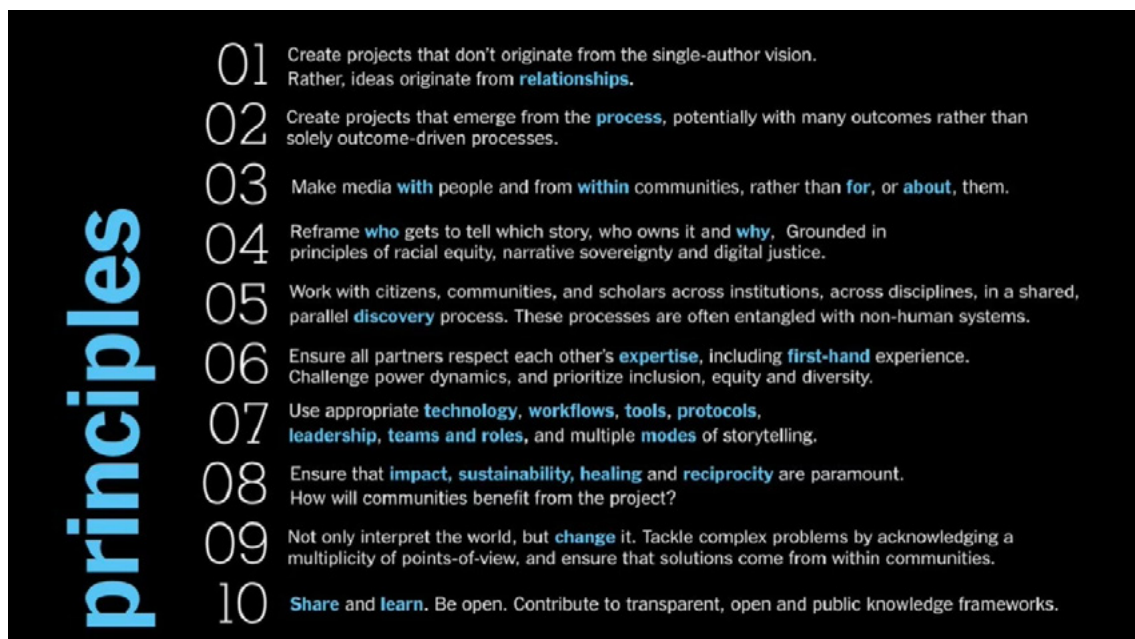 principles
01 Create projects that don't originate from the single-author vision.
Rather, ideas originate from relationships.
02 Create projects that emerge from the process, potentially with many outcomes rather than
solely outcome-driven processes.
03 Make media with people and from within communities, rather than for, or about, them.
04 Reframe who gets to tell which story, who owns it and why, Grounded in
principles of racial equity, narrative sovereignty and digital justice.
05 Work with citizens, communities, and scholars across institutions, across disciplines, in a shared,
parallel discovery process. These processes are often entangled with non-human systems.
06 Ensure all partners respect each other's expertise, including first-hand experience.
Challenge power dynamics, and prioritize inclusion, equity and diversity.
07 Use appropriate technology, workflows, tools, protocols,
leadership, teams and roles, and multiple modes of storytelling.
08 Ensure that impact, sustainability, healing and reciprocity are paramount.
How will communities benefit from the project?
09 Not only interpret the world, but change it. Tackle complex problems by acknowledging a
multiplicity of points-of-view, and ensure that solutions come from within communities.
10 Share and learn. Be open. Contribute to transparent, open and public knowledge frameworks.